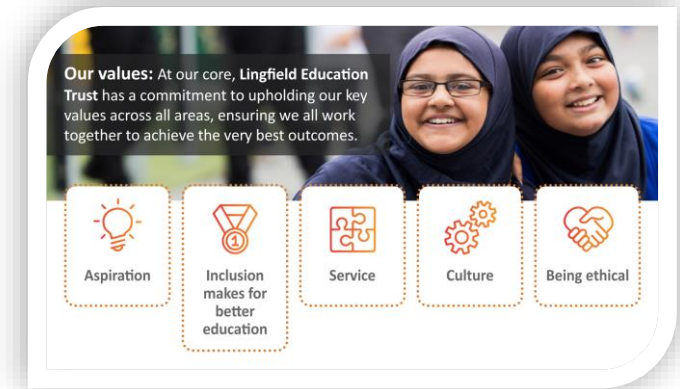 Our values: At our core, Lingfield Education
Trust has a commitment to upholding our key
values across all areas, ensuring we all work
together to achieve the very best outcomes.
1
Aspiration
Inclusion
makes for
better
education
Service
Culture
Being ethical